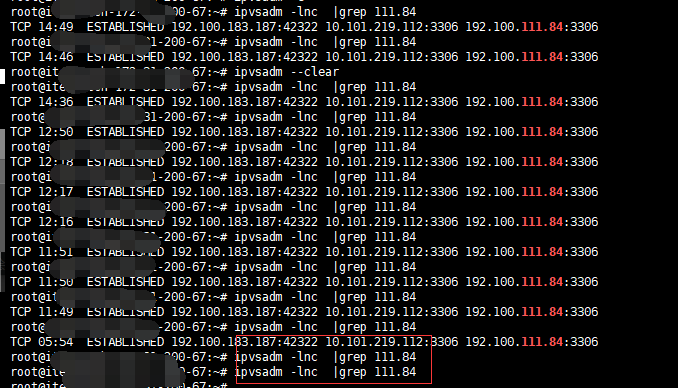 root@i -172- -200-67:~# ipvsadm -lnc  |grep 111.84
TCP 14:49  ESTABLISHED 192.100.183.187:42322 10.101.219.112:3306 192.100.111.84:3306
root@i 1-200-67:~# ipvsadm -lnc  |grep 111.84
TCP 14:46  ESTABLISHED 192.100.183.187:42322 10.101.219.112:3306 192.100.111.84:3306
root@ite -200-67:~# ipvsadm --clear
root@ite -200-67:~# ipvsadm -lnc  |grep 111.84
TCP 14:36  ESTABLISHED 192.100.183.187:42322 10.101.219.112:3306 192.100.111.84:3306
root@i 31-200-67:~# ipvsadm -lnc  |grep 111.84
TCP 12:50  ESTABLISHED 192.100.183.187:42322 10.101.219.112:3306 192.100.111.84:3306
root@i -200-67:~# ipvsadm -lnc  |grep 111.84
TCP 12:18  ESTABLISHED 192.100.183.187:42322 10.101.219.112:3306 192.100.111.84:3306
root@i -200-67:~# ipvsadm -lnc  |grep 111.84
TCP 12:17  ESTABLISHED 192.100.183.187:42322 10.101.219.112:3306 192.100.111.84:3306
root@i -200-67:~# ipvsadm -lnc  |grep 111.84
TCP 12:16  ESTABLISHED 192.100.183.187:42322 10.101.219.112:3306 192.100.111.84:3306
root@i -200-67:~# ipvsadm -lnc  |grep 111.84
TCP 11:51  ESTABLISHED 192.100.183.187:42322 10.101.219.112:3306 192.100.111.84:3306
root@i -200-67:~# ipvsadm -lnc  |grep 111.84
TCP 11:50  ESTABLISHED 192.100.183.187:42322 10.101.219.112:3306 192.100.111.84:3306
root@i 1-200-67:~# ipvsadm -lnc  |grep 111.84
TCP 11:49  ESTABLISHED 192.100.183.187:42322 10.101.219.112:3306 192.100.111.84:3306
root@i -200-67:~# ipvsadm -lnc  |grep 111.84
TCP 05:54  ESTABLISHED 192.100.183.187:42322 10.101.219.112:3306 192.100.111.84:3306
root@it -200-67:~# ipvsadm -lnc  |grep 111.84
root@ite -200-67:~# ipvsadm -lnc  |grep 111.84
root@ite -200-67:~#